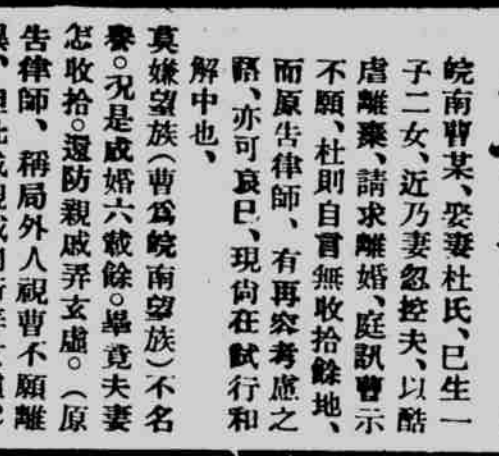 皖南曹某、娶妻杜氏、已生一
子二女、近乃妻忽控夫、以酷
虐離棄、請求離婚、庭訊曹示
不願、杜則自言無收拾餘地、
而原告律師、有再容考慮之
語、亦可哀已、現尙在試行和
解中也、
莫嫌望族(曹爲皖南望族)不名
譽。况是成婚六載餘。畢竟夫妻
怎收拾。還防親戚弄玄虛。(原
告律師、稱局外人視曹不願離